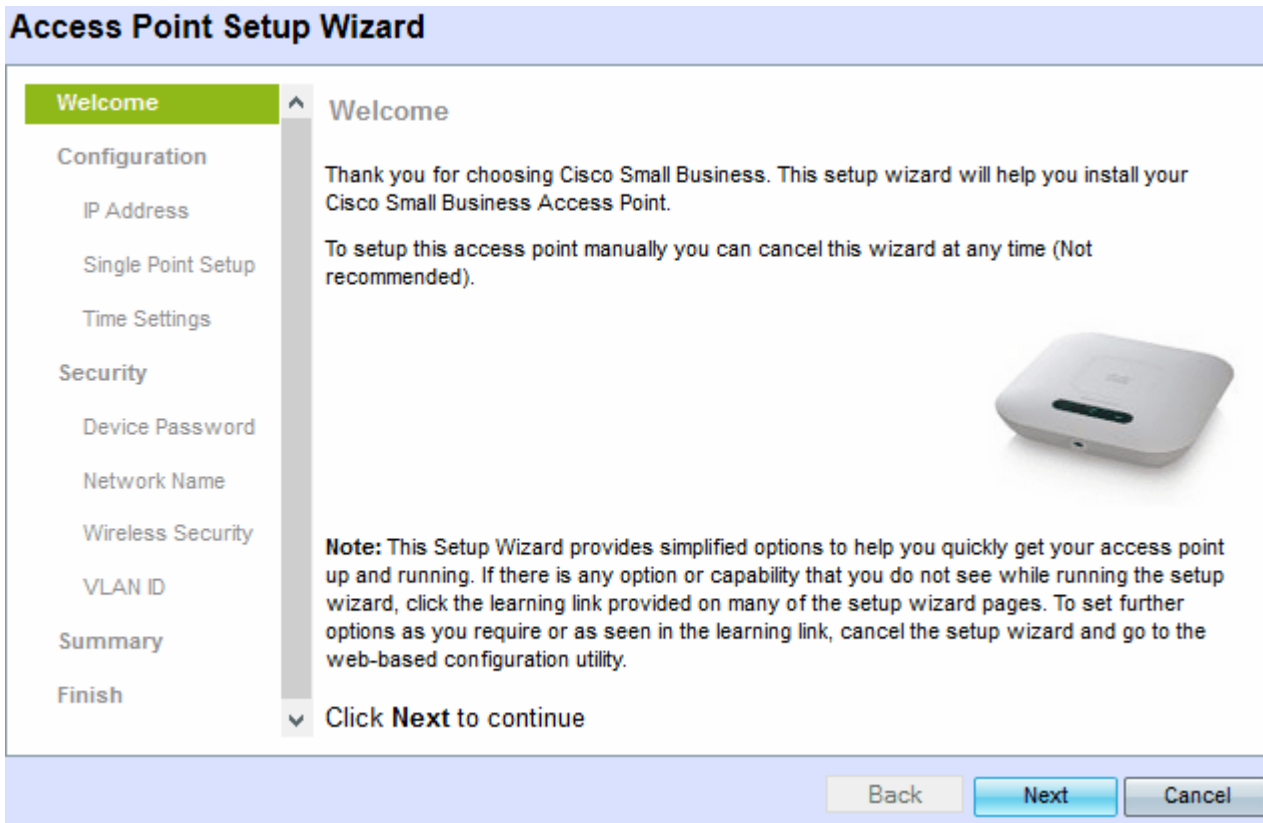 Access Point Setup Wizard
Welcome
Configuration
IP Address
Single Point Setup
Time Settings
Security
Device Password
Network Name
Wireless Security
VLAN ID
Summary
Finish
Welcome
Thank you for choosing Cisco Small Business. This setup wizard will help you install your
Cisco Small Business Access Point.
To setup this access point manually you can cancel this wizard at any time (Not
recommended).
Note: This Setup Wizard provides simplified options to help you quickly get your access point
up and running. If there is any option or capability that you do not see while running the setup
wizard, click the learning link provided on many of the setup wizard pages. To set further
options as you require or as seen in the learning link, cancel the setup wizard and go to the
web-based configuration utility.
Click Next to continue
Back
Next
Cancel